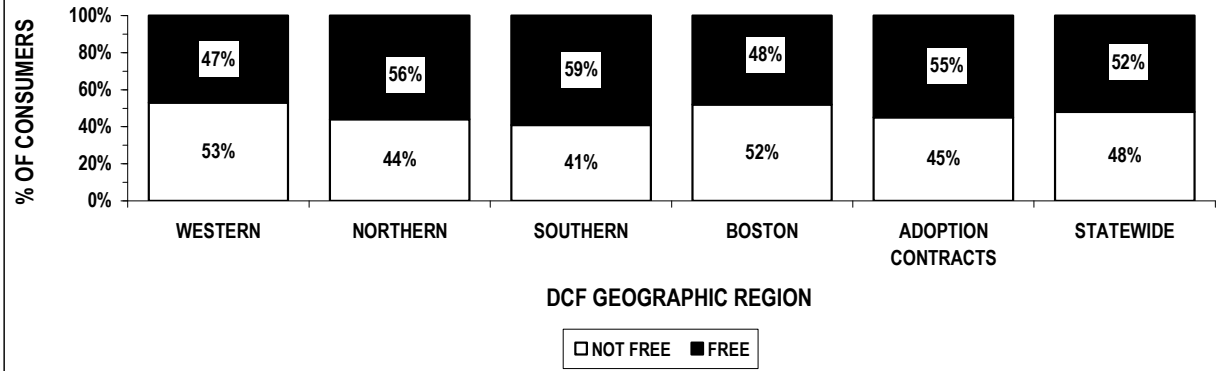 % OF CONSUMERS
100%
80%
60%
40%
20%
0%
47%
56%
59%
48%
55%
52%
53%
44%
41%
52%
45%
48%
WESTERN
NORTHERN
SOUTHERN
BOSTON
ADOPTION
CONTRACTS
STATEWIDE
DCF GEOGRAPHIC REGION
NOT FREE
FREE